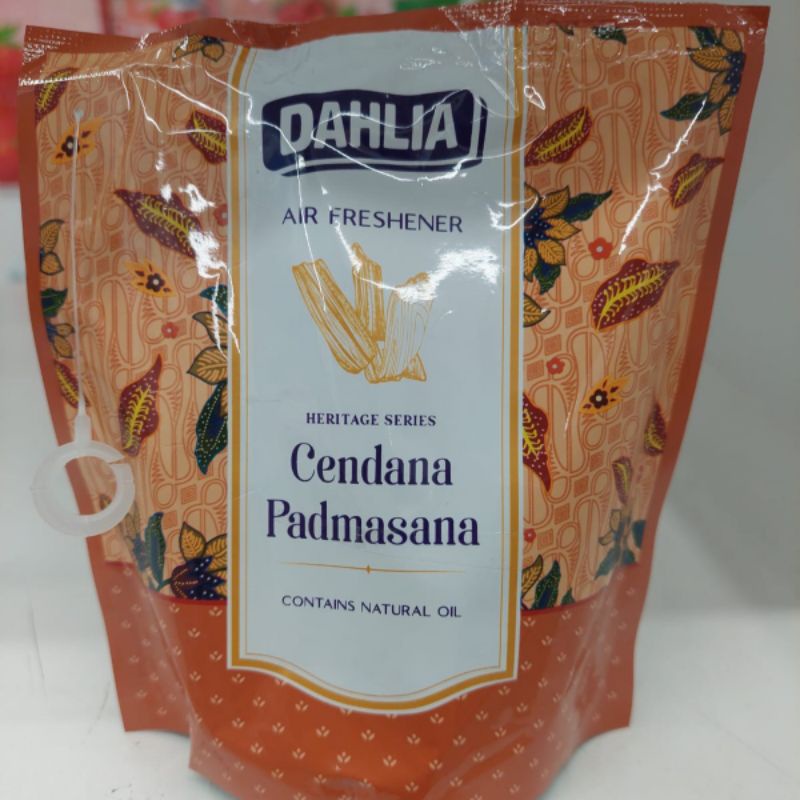 DAHLIA
AIR FRESHENER
HERITAGE SERIES
Cendana
Padmasana
CONTAINS NATURAL OIL